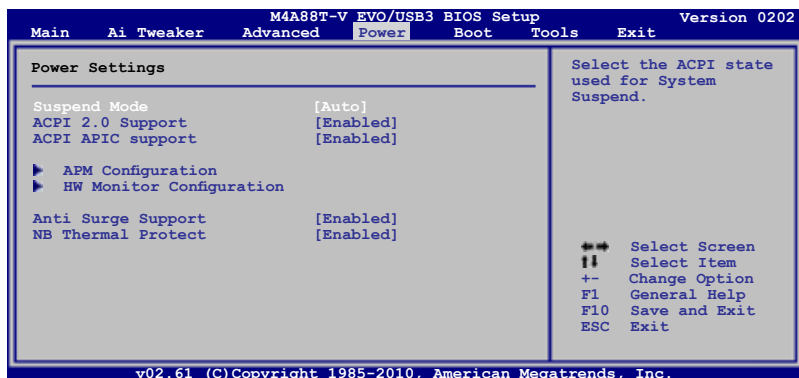 M4A88T-V EVO/USB3 BIOS Setup Version 0202
Main Ai Tweaker Advanced Power Boot Tools Exit
Power Settings
Suspend Mode [Auto]
ACPI 2.0 Support [Enabled]
ACPI APIC support [Enabled]
APM Configuration
HW Monitor Configuration
Anti Surge Support [Enabled]
NB Thermal Protect [Enabled]
Select the ACPI state
used for System
Suspend.
Select Screen
Select Item
+- Change Option
F1 General Help
F10 Save and Exit
ESC Exit
v02.61 (C)Copyright 1985-2010, American Megatrends, Inc.